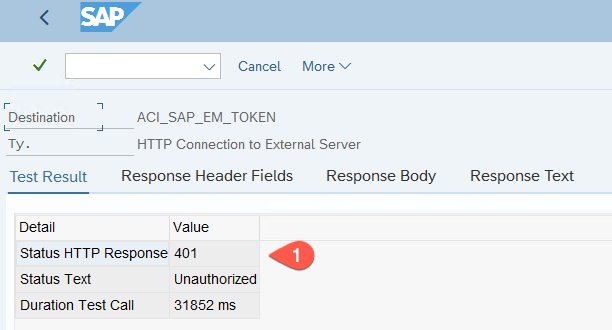 SAP
Cancel More
Destination ACI_SAP_EM_TOKEN
Ty. HTTP Connection to External Server
Test Result Response Header Fields Response Body Response Text
Detail Value
Status HTTP Response 401 1
Status Text Unauthorized
Duration Test Call 31852 ms